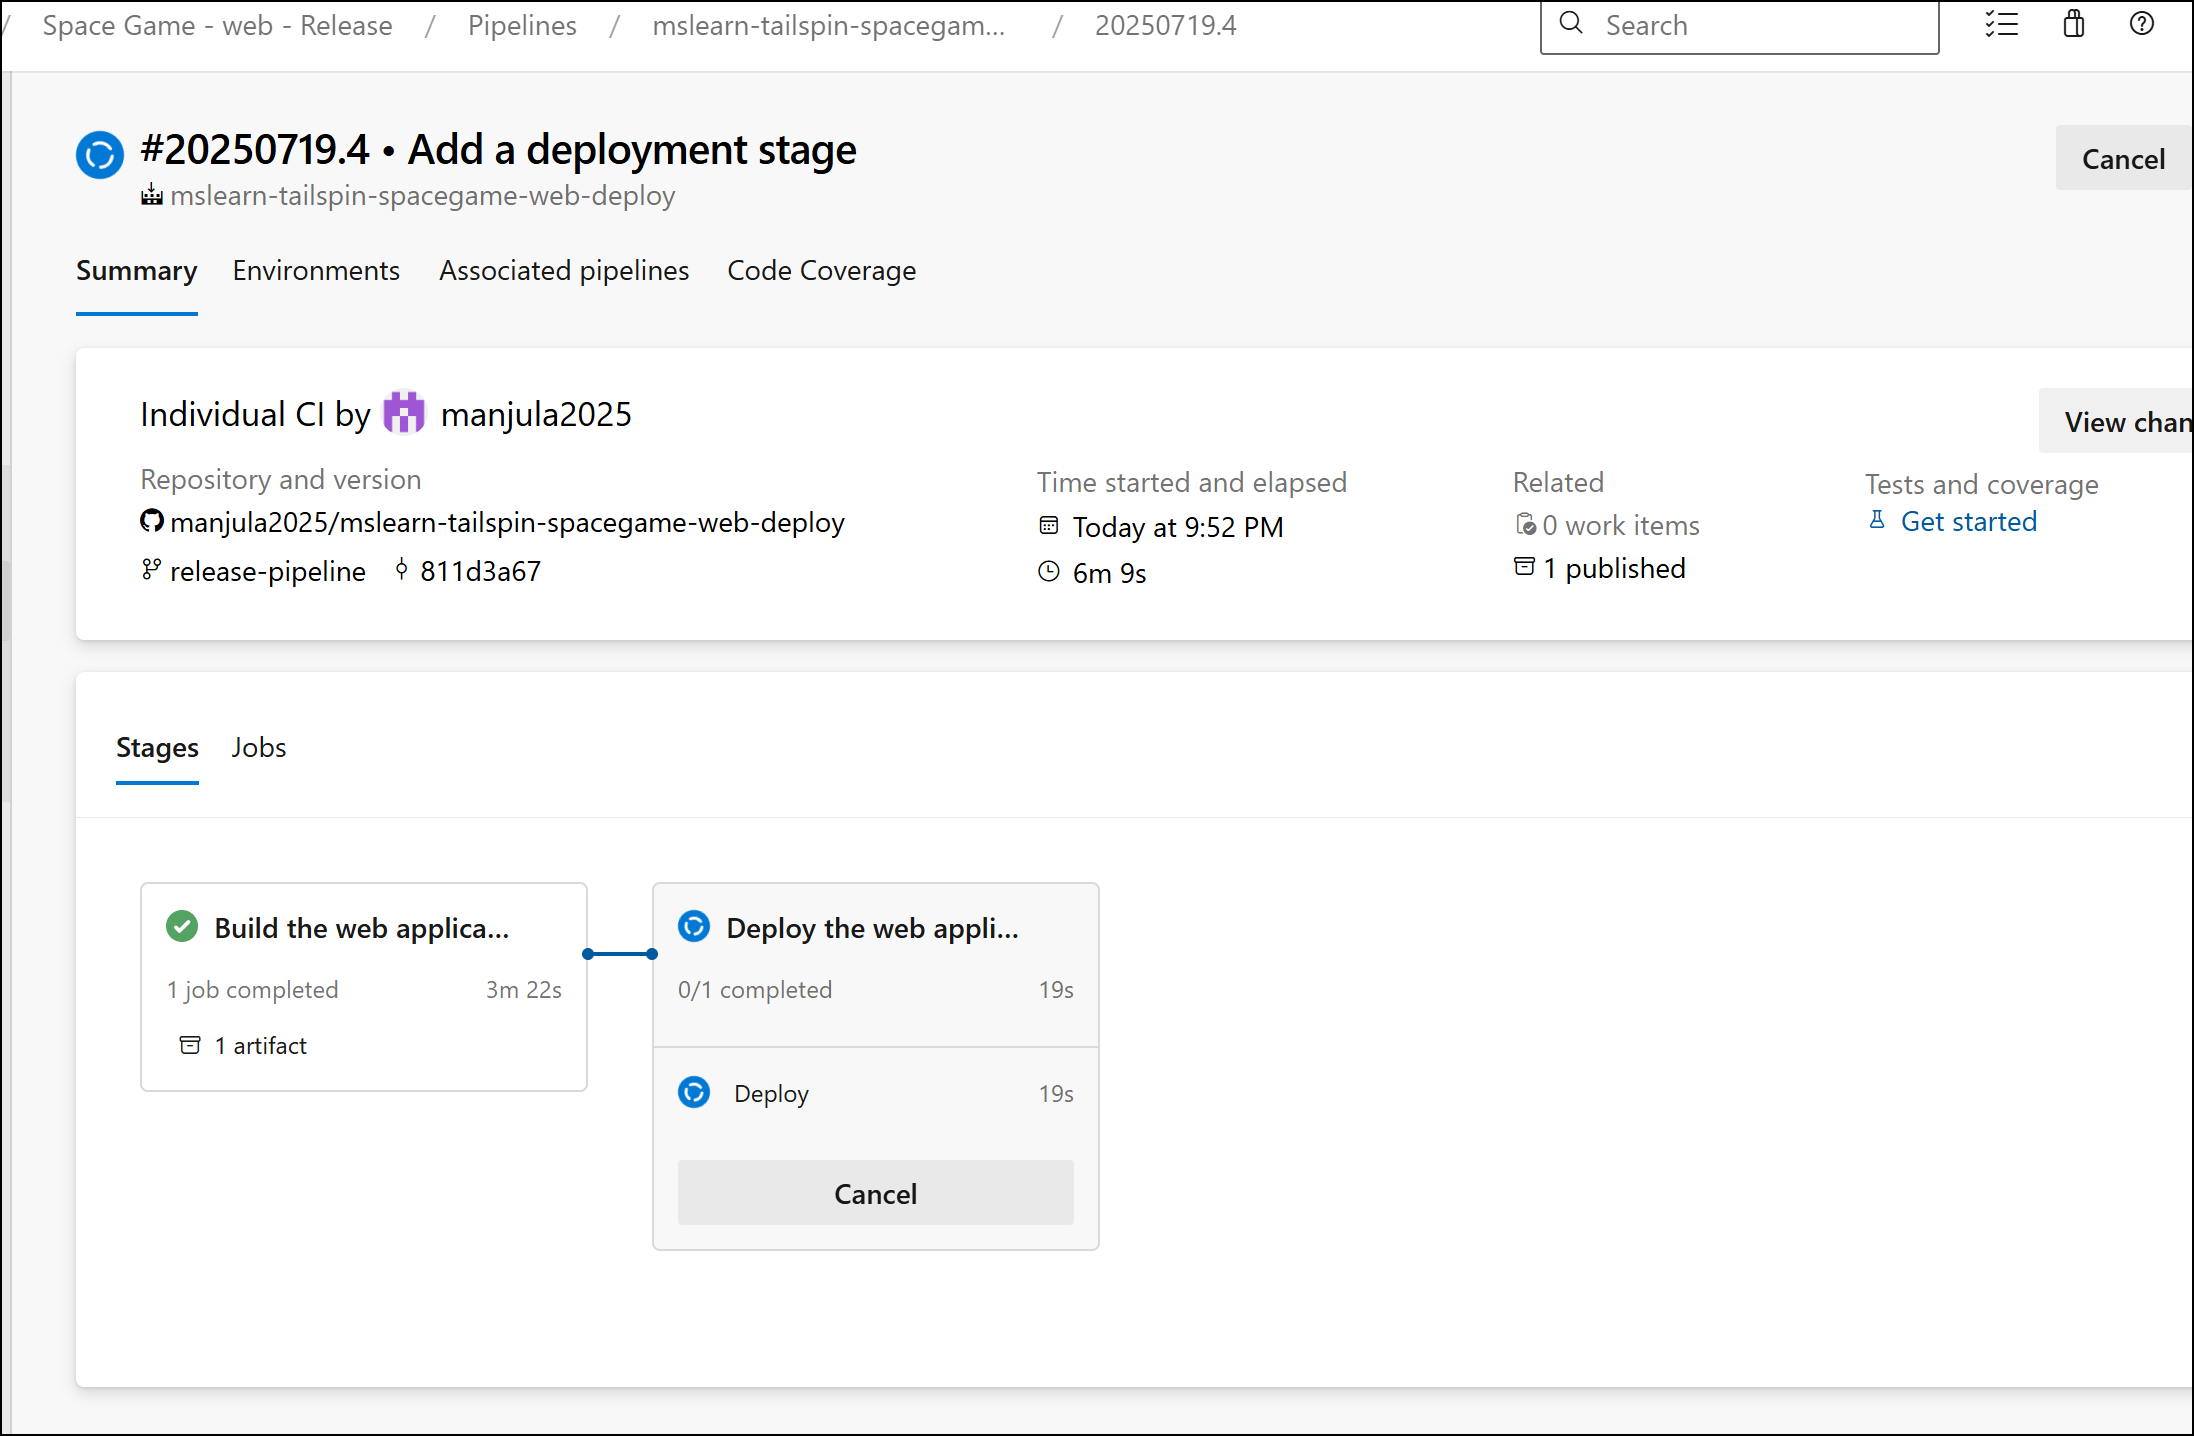 / Space Game - web - Release / Pipelines / mslearn-tailspin-spacegam... / 20250719.4 Search
#20250719.4 • Add a deployment stage
Cancel
mslearn-tailspin-spacegame-web-deploy
Summary Environments Associated pipelines Code Coverage
Individual CI by manjula2025
View chan
Repository and version
manjula2025/mslearn-tailspin-spacegame-web-deploy
release-pipeline 811d3a67
Time started and elapsed
Today at 9:52 PM
6m 9s
Related
0 work items
1 published
Tests and coverage
Get started
Stages Jobs
Build the web applica...
1 job completed 3m 22s
1 artifact
Deploy the web appli...
0/1 completed 19s
Deploy 19s
Cancel